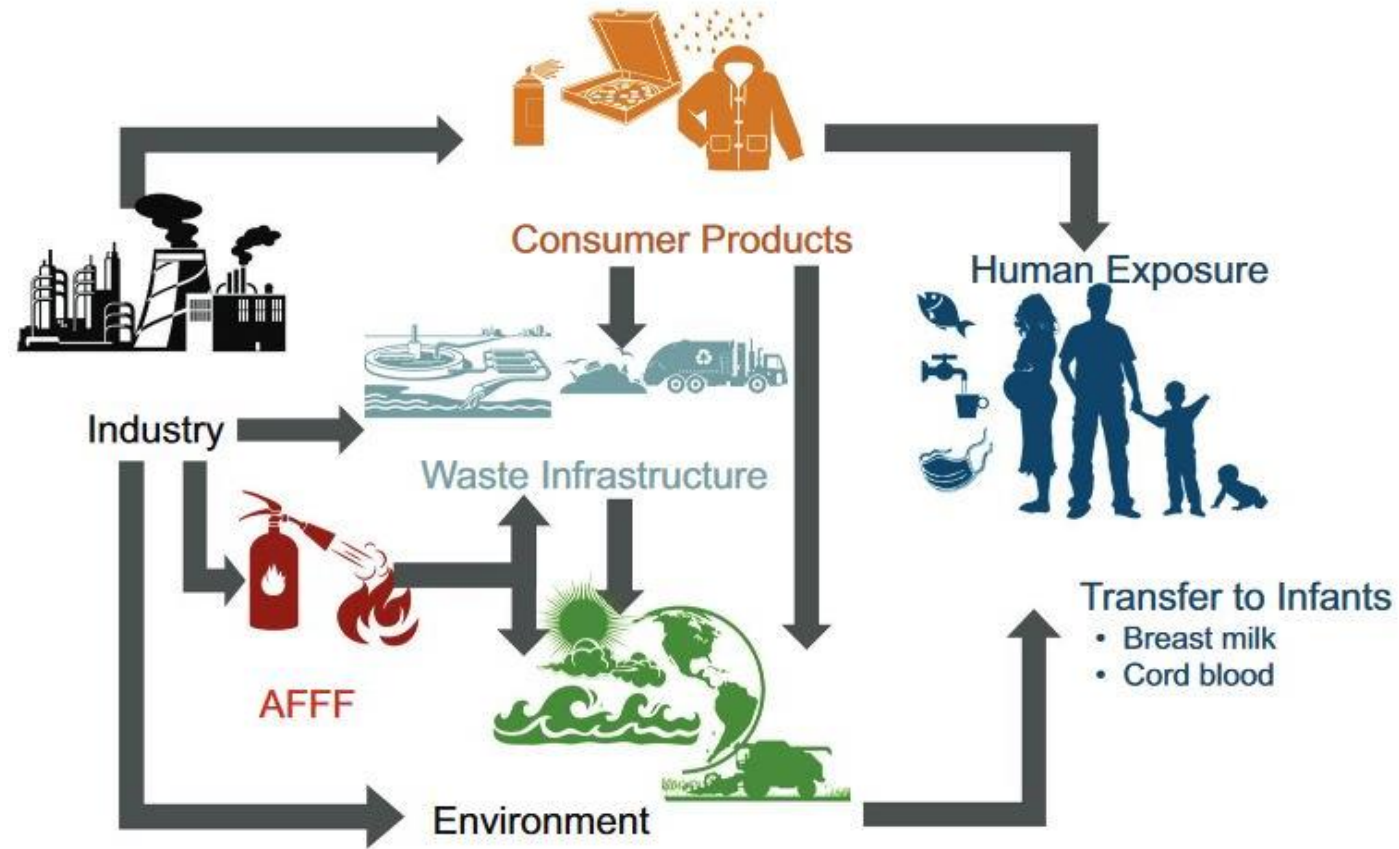 Consumer Products
Human Exposure
Industry
Waste Infrastructure
Transfer to Infants
• Breast milk
• Cord blood
AFFF
Environment